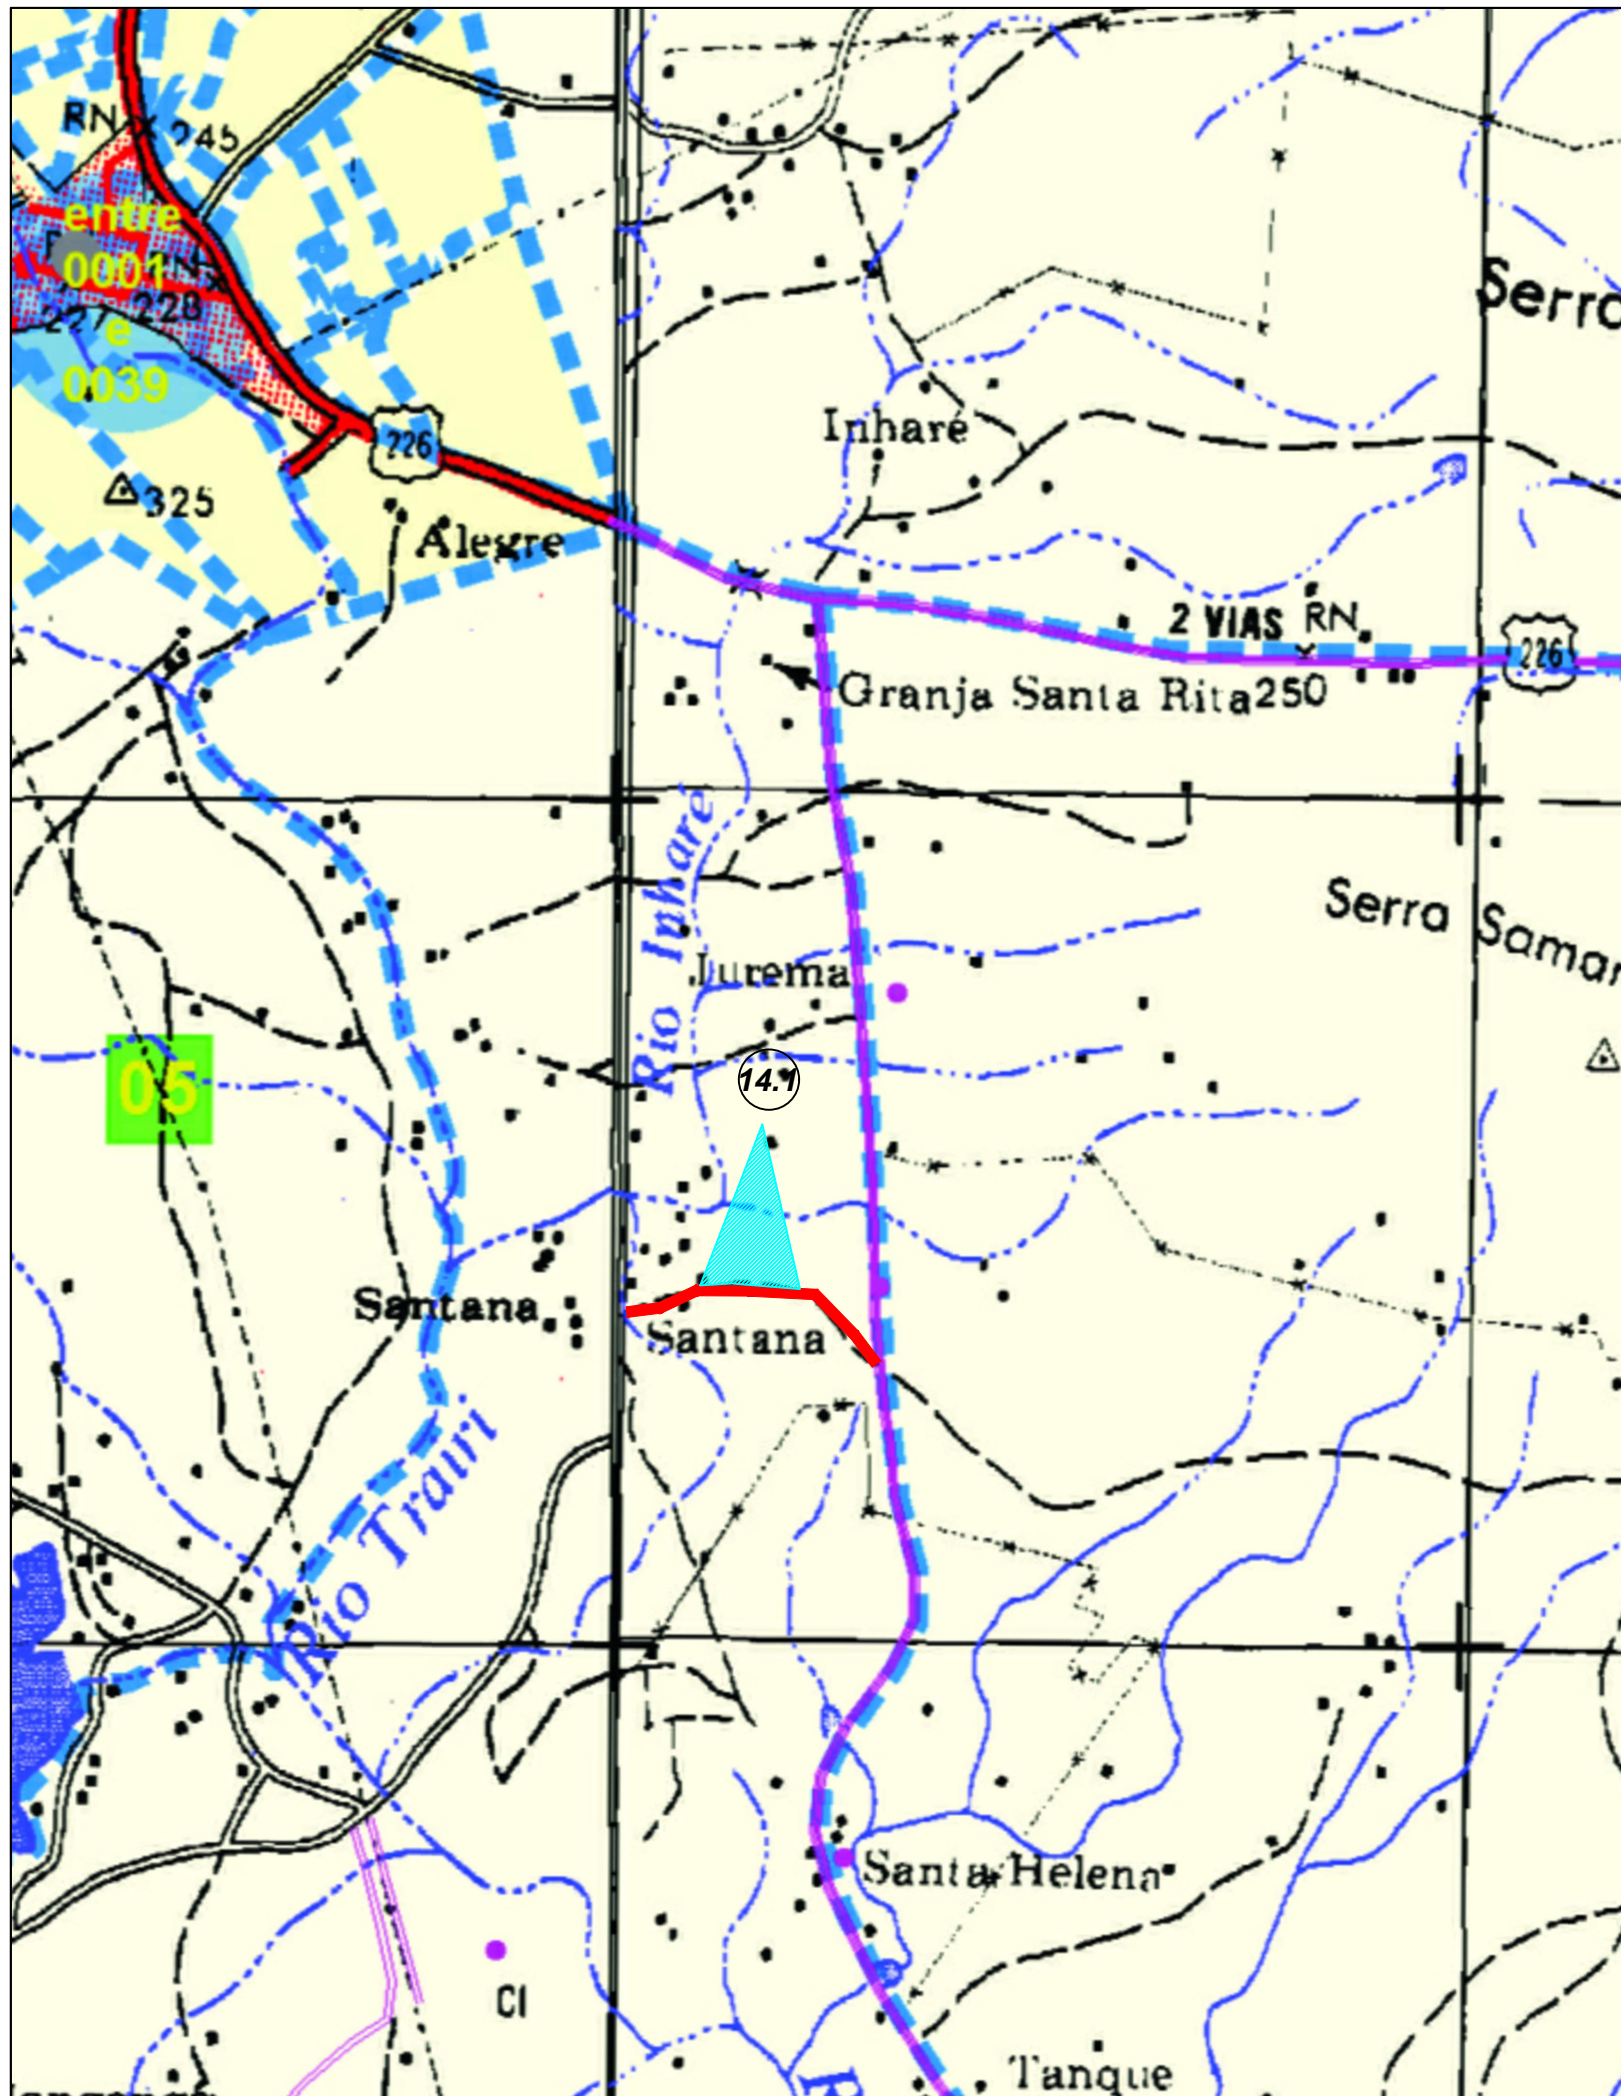 RN
245
entre
0001
228
227
e
0039
226
325
Alegre
Inharé
Serra
2 VIAS RN
226
Granja Santa Rita 250
Rio Inharé
Serra Samar
Jurema
05
14.1
Santana
Santana
Rio Trairi
Santa Helena
CI
Tanque